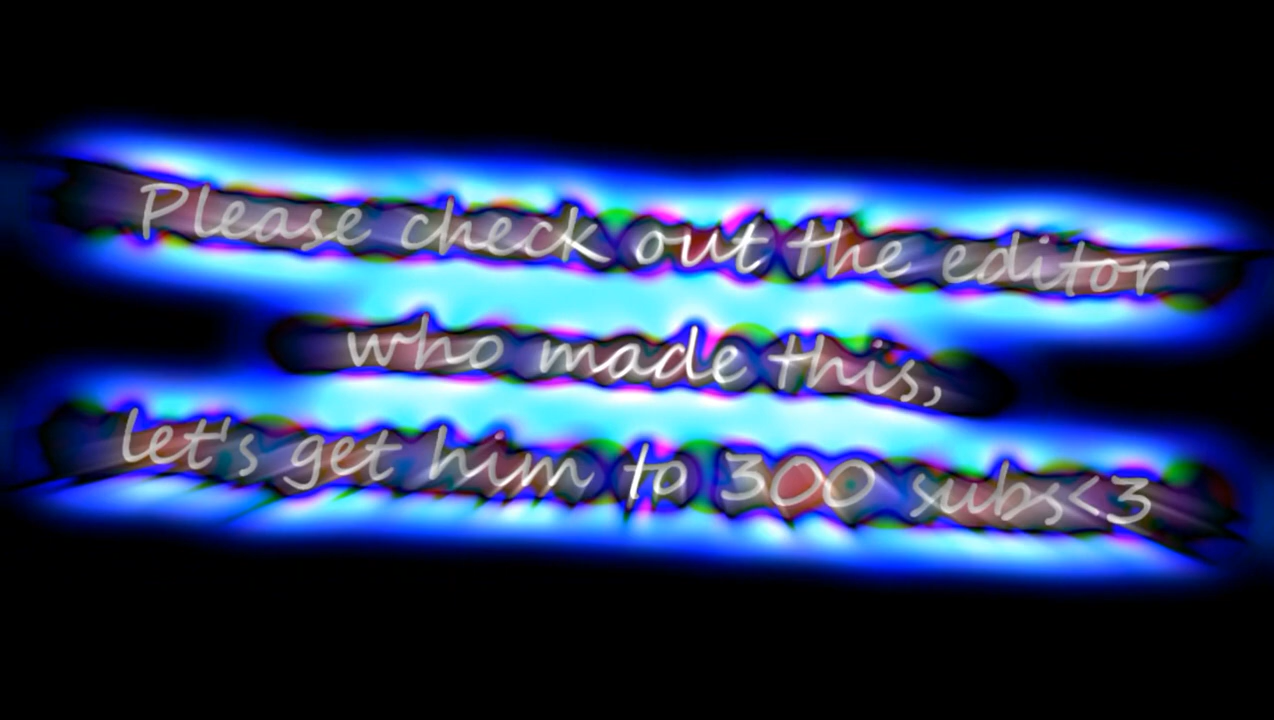 Please check out the editor
who made this,
let's get him to 300 subs<3